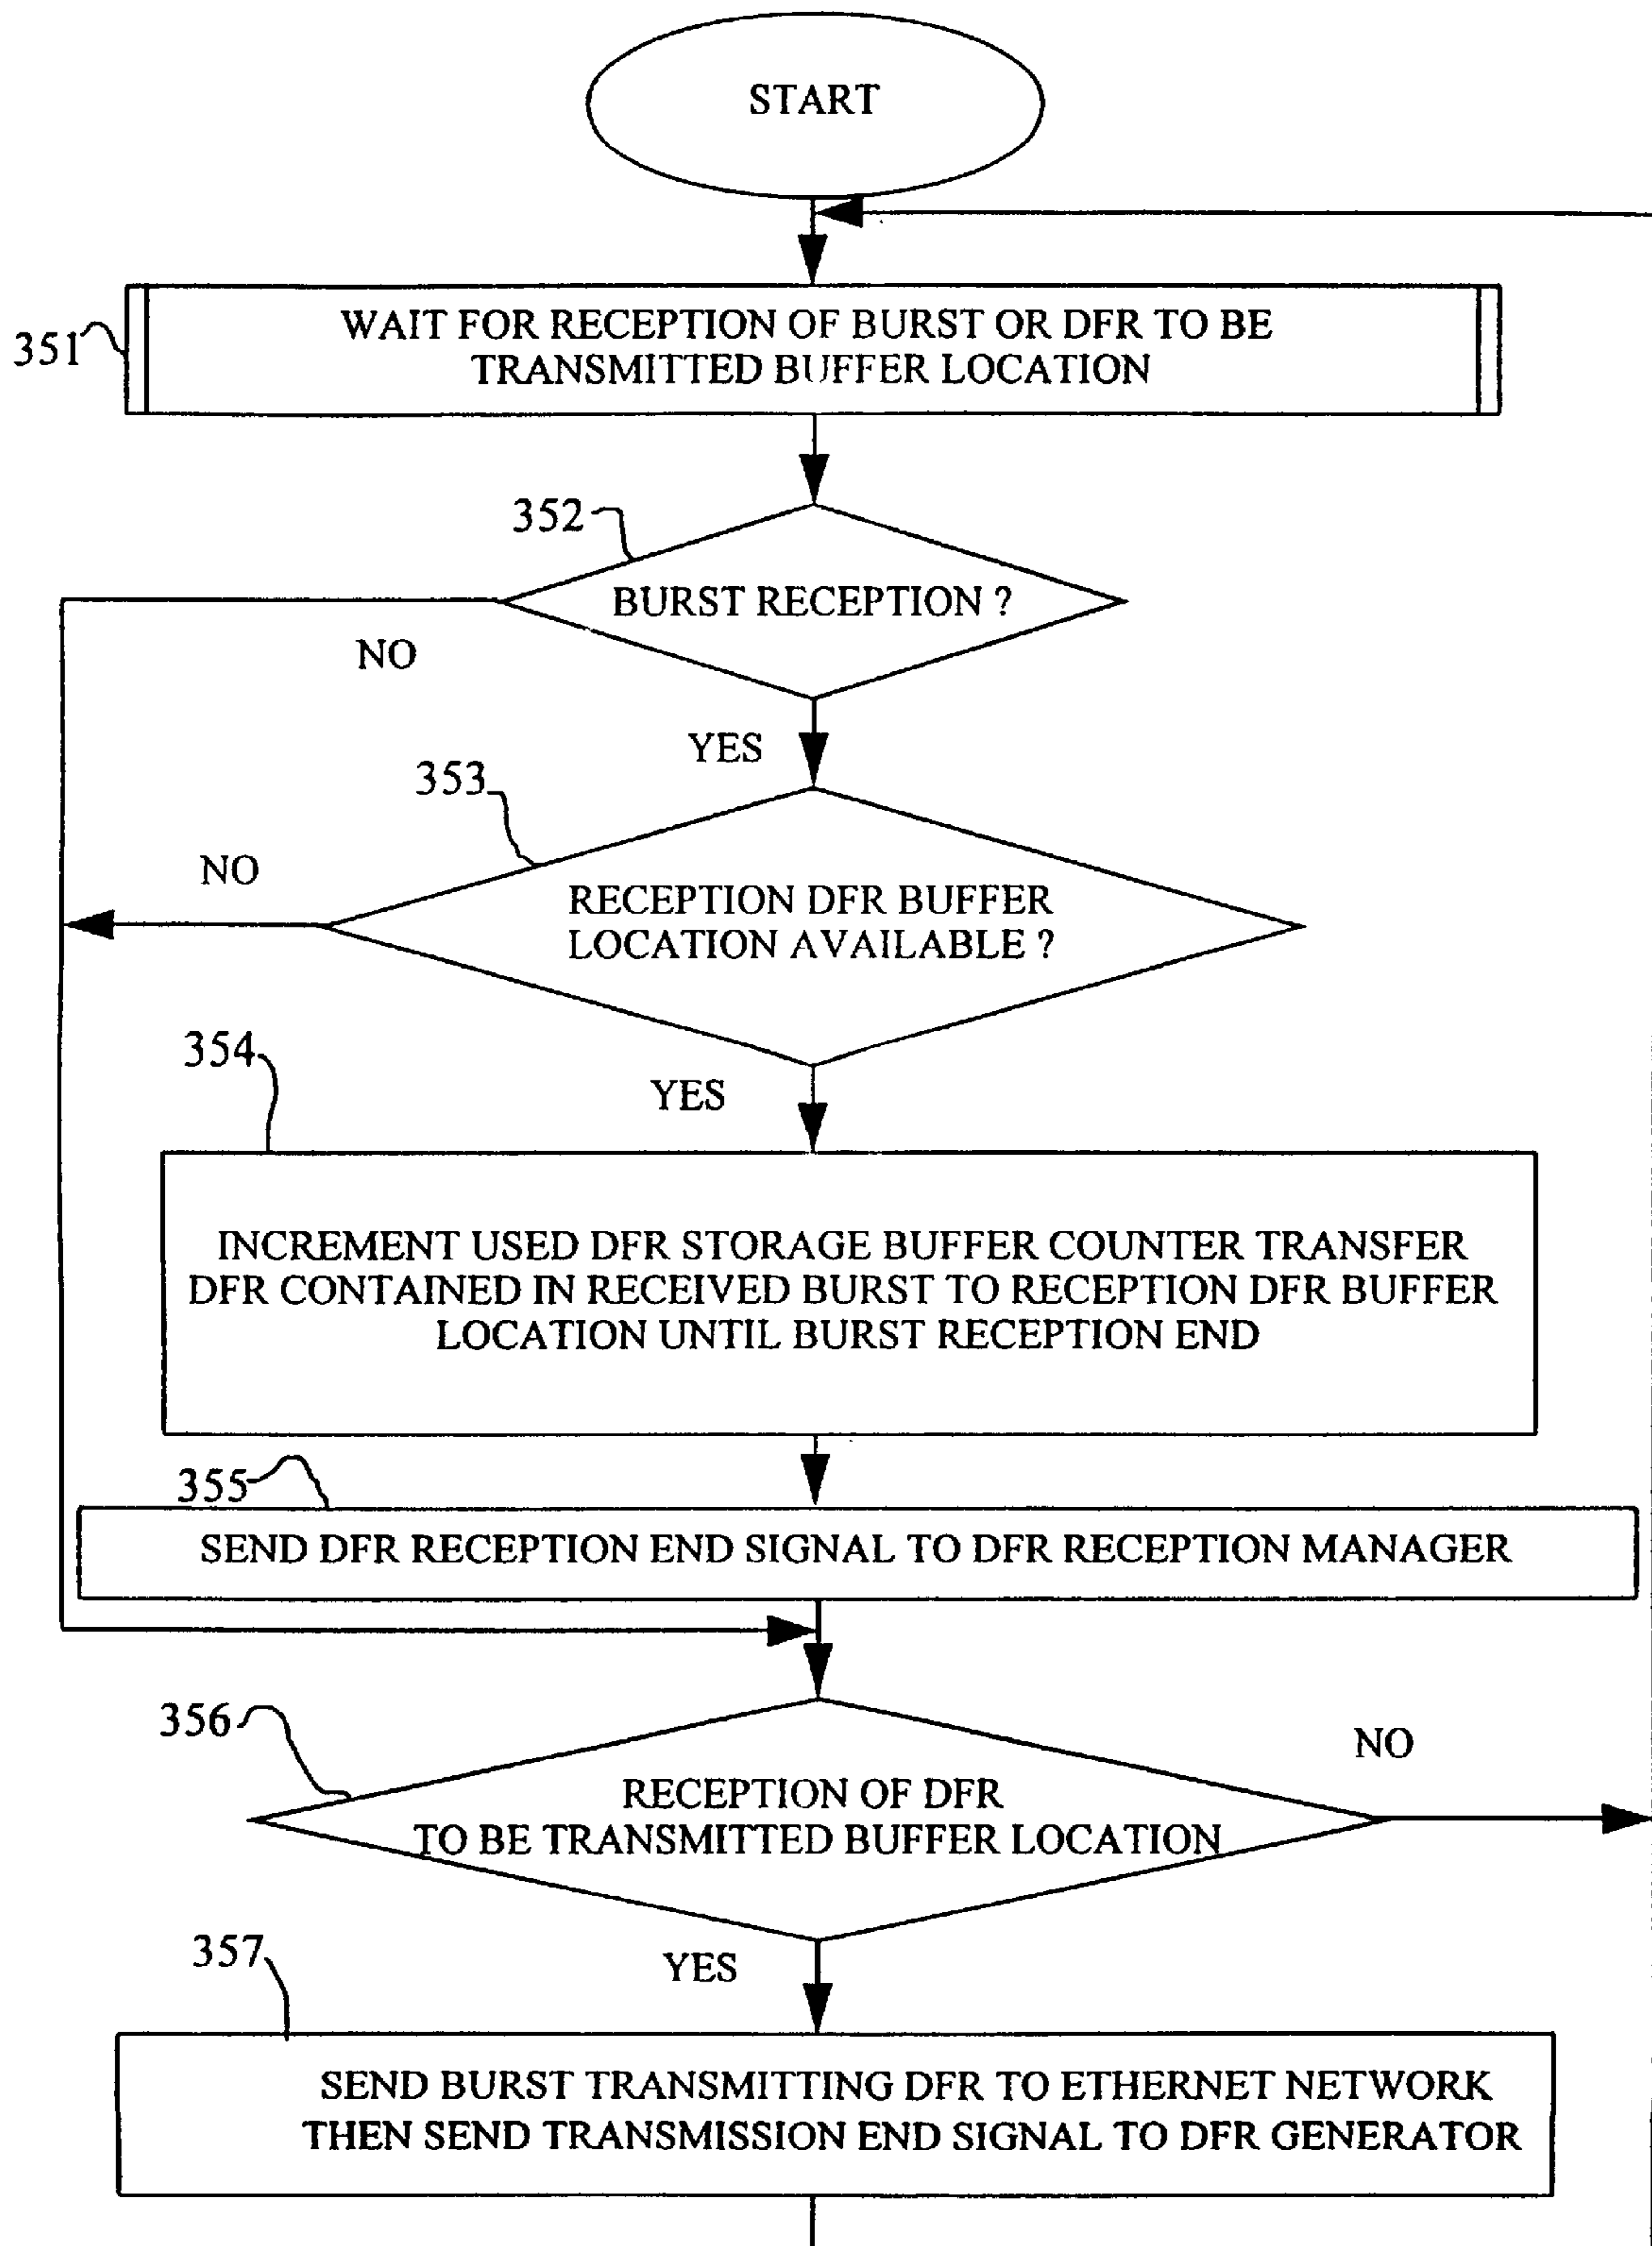 START
351
WAIT FOR RECEPTION OF BURST OR DFR TO BE
TRANSMITTED BUFFER LOCATION
352
BURST RECEPTION ?
NO
YES
353
NO
RECEPTION DFR BUFFER
LOCATION AVAILABLE ?
354
YES
INCREMENT USED DFR STORAGE BUFFER COUNTER TRANSFER
DFR CONTAINED IN RECEIVED BURST TO RECEPTION DFR BUFFER
LOCATION UNTIL BURST RECEPTION END
355
SEND DFR RECEPTION END SIGNAL TO DFR RECEPTION MANAGER
356
NO
RECEPTION OF DFR
TO BE TRANSMITTED BUFFER LOCATION
357
YES
SEND BURST TRANSMITTING DFR TO ETHERNET NETWORK
THEN SEND TRANSMISSION END SIGNAL TO DFR GENERATOR